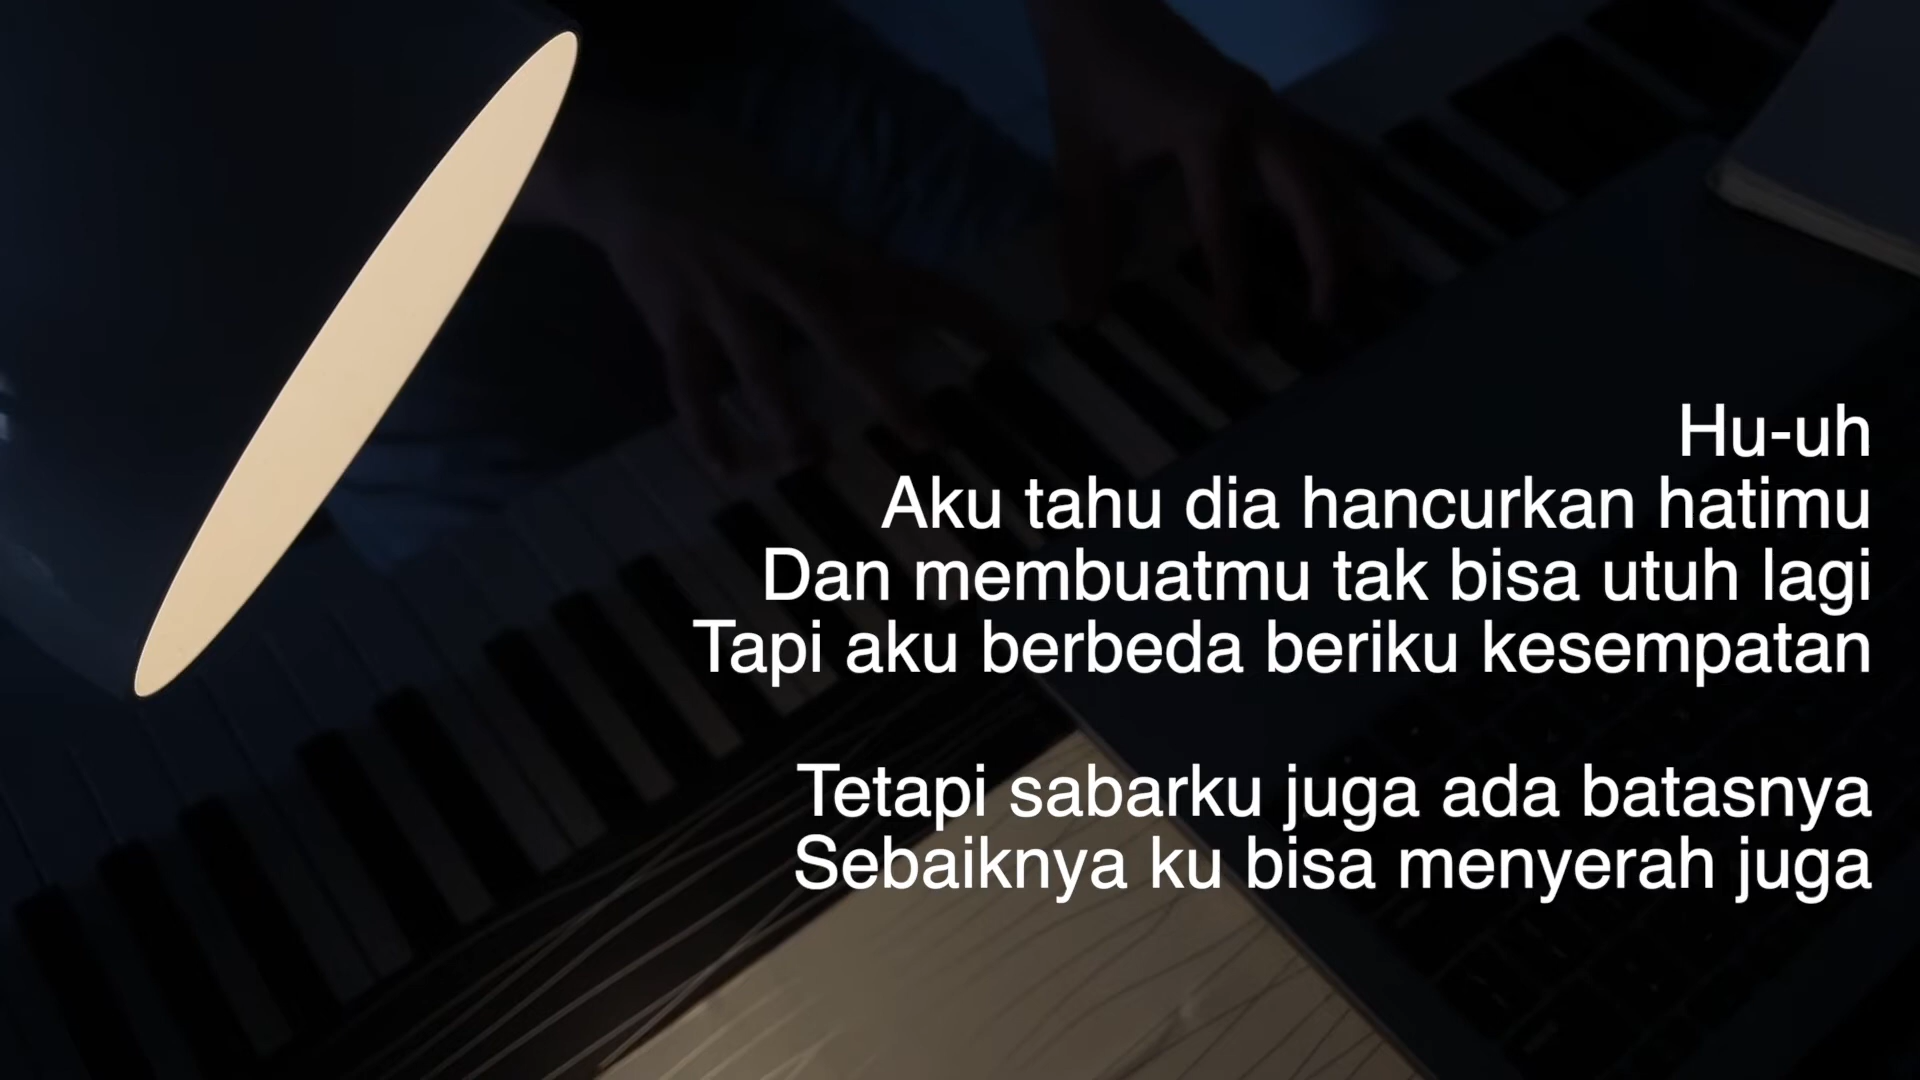 Hu-uh
Aku tahu dia hancurkan hatimu
Dan membuatmu tak bisa utuh lagi
Tapi aku berbeda beriku kesempatan
Tetapi sabarku juga ada batasnya
Sebaiknya ku bisa menyerah juga